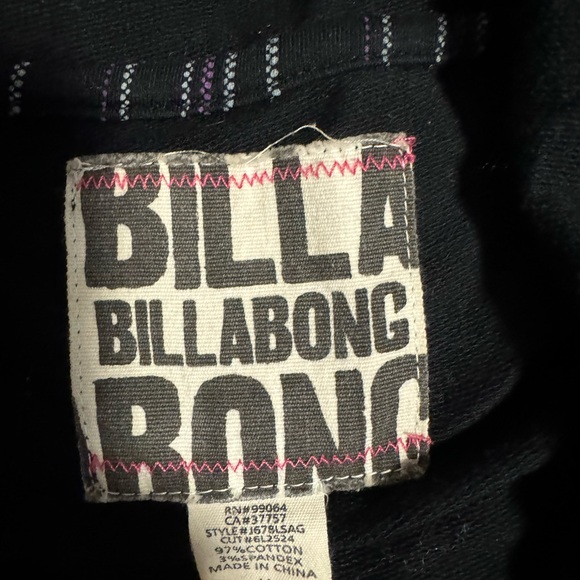 BILLA
BILLABONG
BONG
RN#99064
CA#37757
STYLE#J678LSAG
CUT#6L2524
97%COTTON
3%SPANDEX
MADE IN CHINA